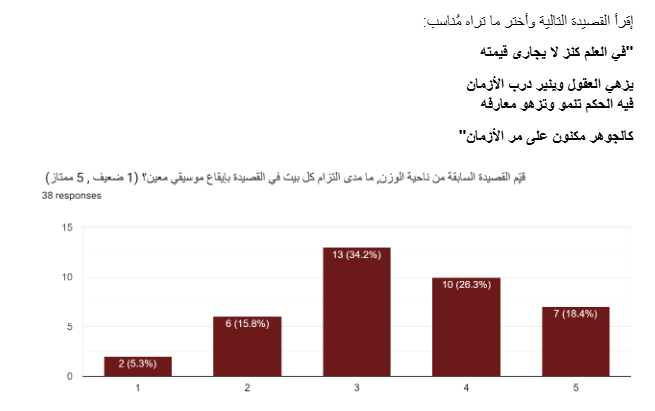 إقرأ القصيدة التالية وأختر ما تراه مُناسب:
"في العلم كنز لا يجارى قيمته
يزهي العقول وينير درب الأزمان
فيه الحكم تنمو وتزهو معارفه
كالجوهر مكنون على مر الأزمان"
قيّم القصيدة السابقة من ناحية الوزن, ما مدى التزام كل بيت في القصيدة بإيقاع موسيقي معين؟ (1 ضعيف , 5 ممتاز)
38 responses
15
10
5
0
2 (5.3%)
6 (15.8%)
13 (34.2%)
10 (26.3%)
7 (18.4%)
1 2 3 4 5